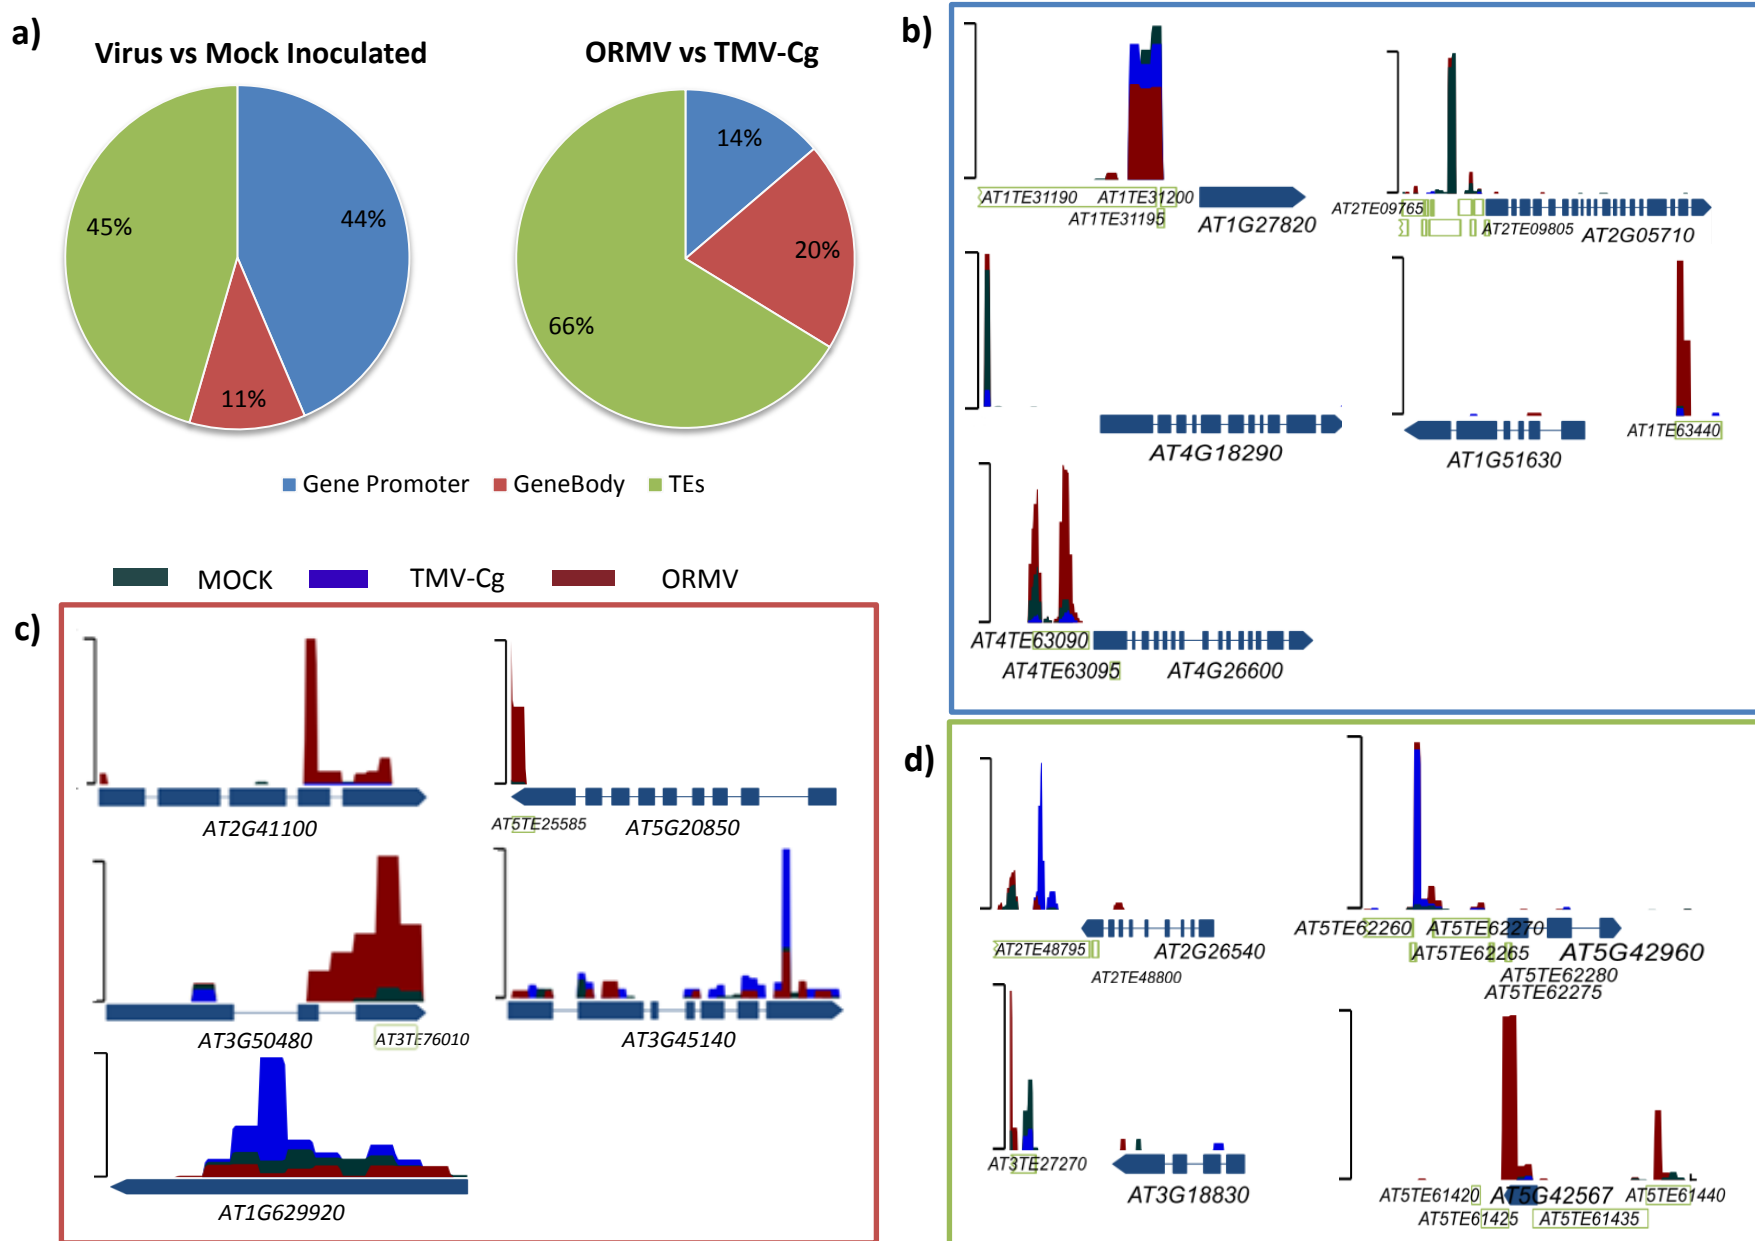 a)
Virus vs Mock Inoculated
ORMV vs TMV-Cg
45%
44%
11%
14%
20%
66%
Gene Promoter GeneBody TEs
MOCK TMV-Cg ORMV
b)
AT1TE31190 AT1TE31200
AT1TE31195
AT1G27820
AT2TE09765
AT2TE09805
AT2G05710
AT4G18290
AT1TE63440
AT1G51630
AT4TE63090
AT4TE63095
AT4G26600
c)
AT2G41100
AT5TE25585
AT5G20850
AT3G50480
AT3TE76010
AT3G45140
AT1G629920
d)
AT2TE48795
AT2G26540
AT2TE48800
AT5TE62260 AT5TE62270
AT5TE62265
AT5G42960
AT5TE62280
AT5TE62275
AT3TE27270
AT3G18830
AT5TE61420 AT5G42567 AT5TE61440
AT5TE61425 AT5TE61435